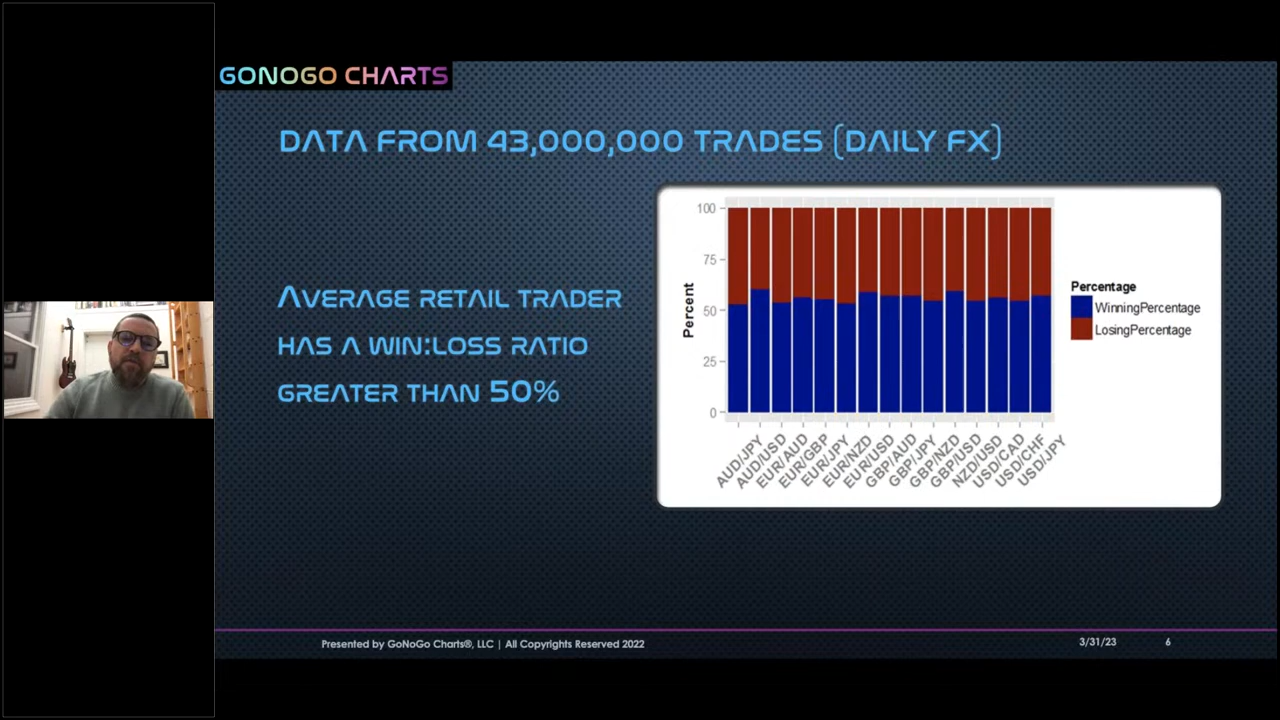 GONOGO CHARTS
DATA FROM 43,000,000 TRADES (DAILY FX)
AVERAGE RETAIL TRADER
HAS A WIN:LOSS RATIO
GREATER THAN 50%
100
75
50
25
0
Percent
AUD/JPY
AUD/USD
EUR/AUD
EUR/GBP
EUR/JPY
EUR/NZD
EUR/USD
GBP/AUD
GBP/JPY
GBP/NZD
GBP/USD
NZD/USD
USD/CAD
USD/CHF
USD/JPY
Percentage
WinningPercentage
LosingPercentage
Presented by GoNoGo Charts®, LLC | All Copyrights Reserved 2022
3/31/23
6